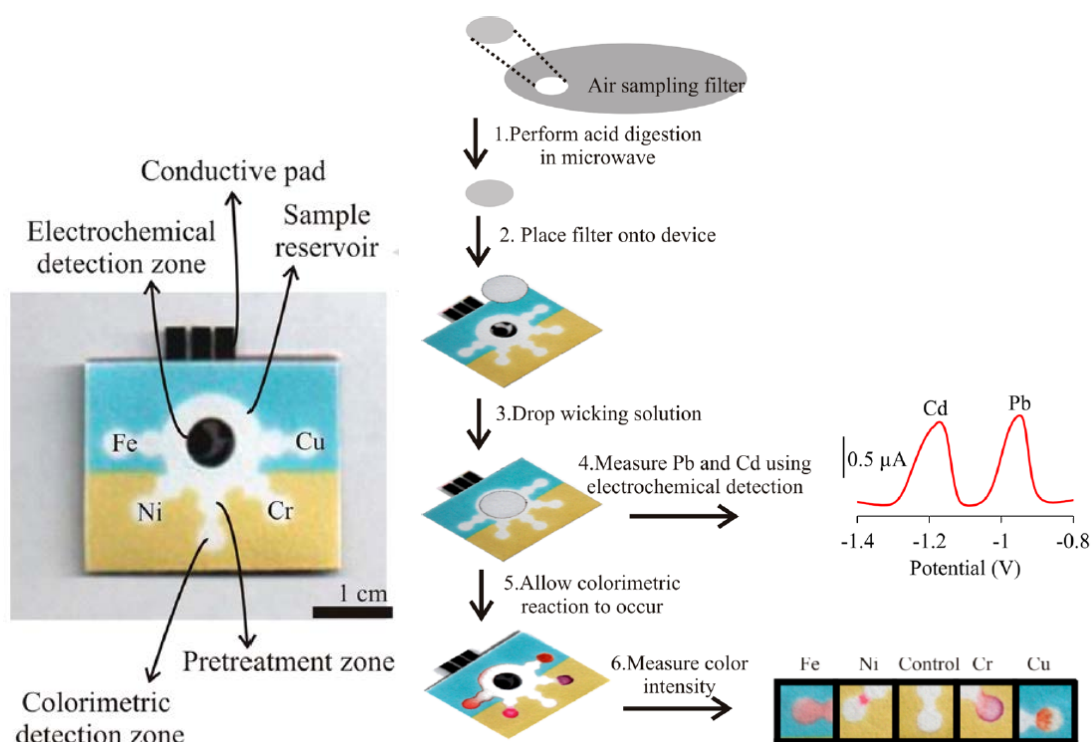 Air sampling filter
1.Perform acid digestion
in microwave
Conductive pad
Electrochemical
detection zone
Sample
reservoir
2. Place filter onto device
3.Drop wicking solution
Fe
Cu
Ni
Cr
1 cm
Pretreatment zone
Colorimetric
detection zone
4.Measure Pb and Cd using
electrochemical detection
Cd
Pb
0.5 µA
-1.4
-1.2
-1
-0.8
Potential (V)
5.Allow colorimetric
reaction to occur
6.Measure color
intensity
Fe
Ni
Control
Cr
Cu